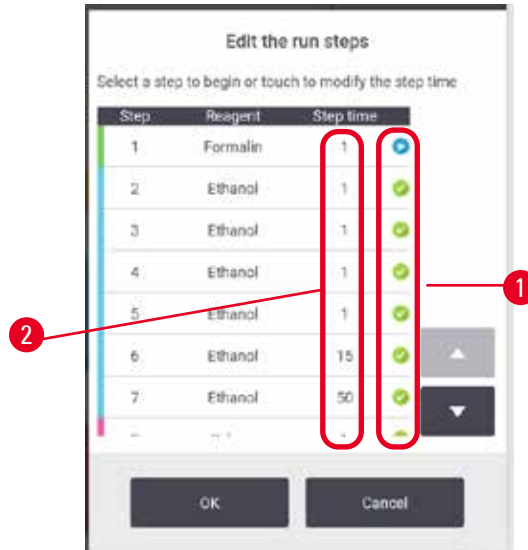 Edit the run steps
Select a step to begin or touch to modify the step time
Step Reagent Step time
1 Formalin 1
2 Ethanol 1
3 Ethanol 1
4 Ethanol 1
1
5 Ethanol 1
2
6 Ethanol 15
7 Ethanol 50
OK Cancel